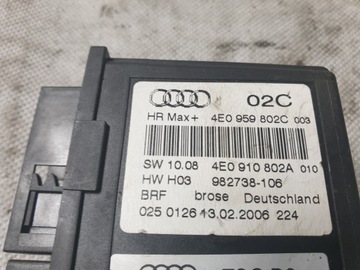 02C
HR Max+ 4E0 959 802C 003
SW 10.08 4E0 910 802A 010
HW H03 982738-106
BRF brose Deutschland
025 0126 13.02.2006 224